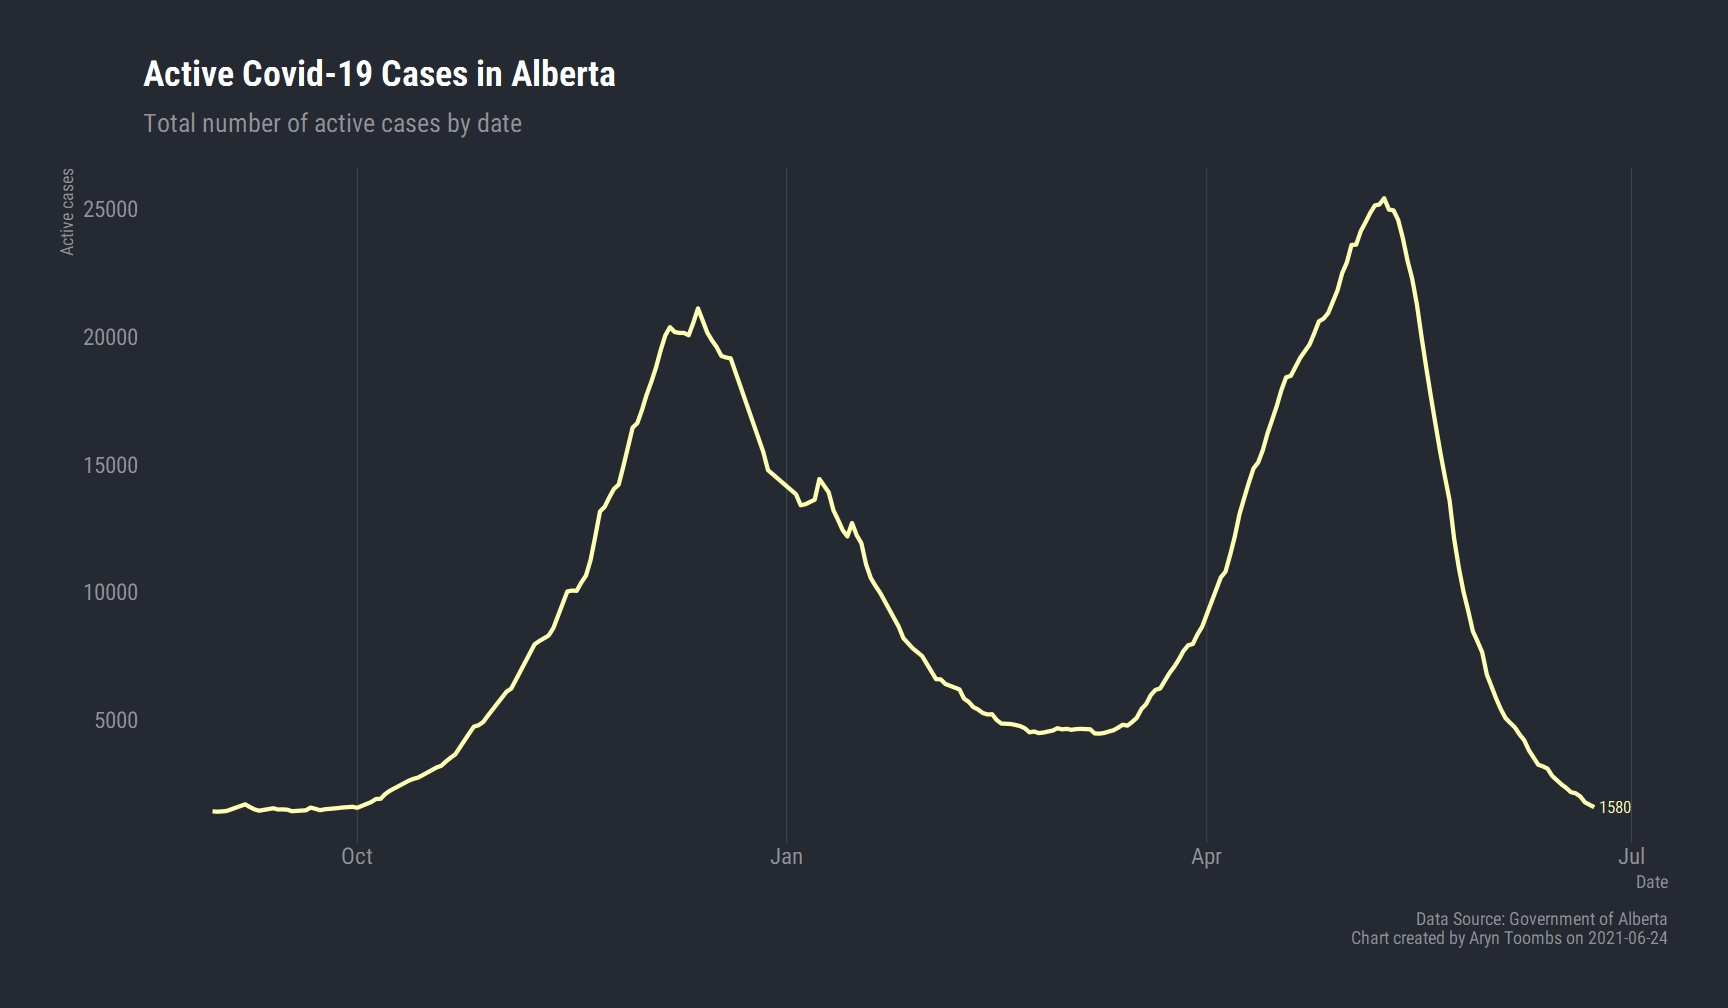 Active Covid-19 Cases in Alberta
Total number of active cases by date
Active cases
25000
20000
15000
10000
5000
1580
Oct
Jan
Apr
Jul
Date
Data Source: Government of Alberta
Chart created by Aryn Toombs on 2021-06-24